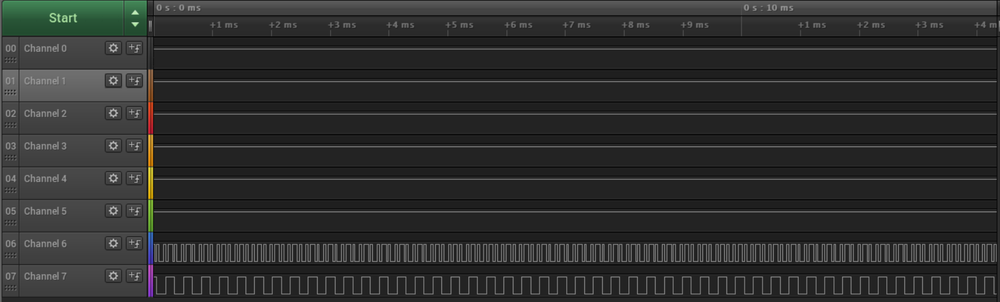 Start
0 s : 0 ms
0 s : 10 ms
+1 ms +2 ms +3 ms +4 ms +5 ms +6 ms +7 ms +8 ms +9 ms +1 ms +2 ms +3 ms +4 m
00 Channel 0
01 Channel 1
02 Channel 2
03 Channel 3
04 Channel 4
05 Channel 5
06 Channel 6
07 Channel 7